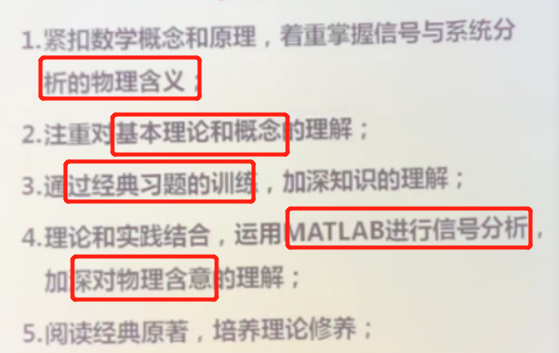 1.紧扣数学概念和原理，着重掌握信号与系统分
析的物理含义；
2.注重对基本理论和概念的理解；
3.通过经典习题的训练，加深知识的理解；
4.理论和实践结合，运用MATLAB进行信号分析，
加深对物理含意的理解；
5.阅读经典原著，培养理论修养；